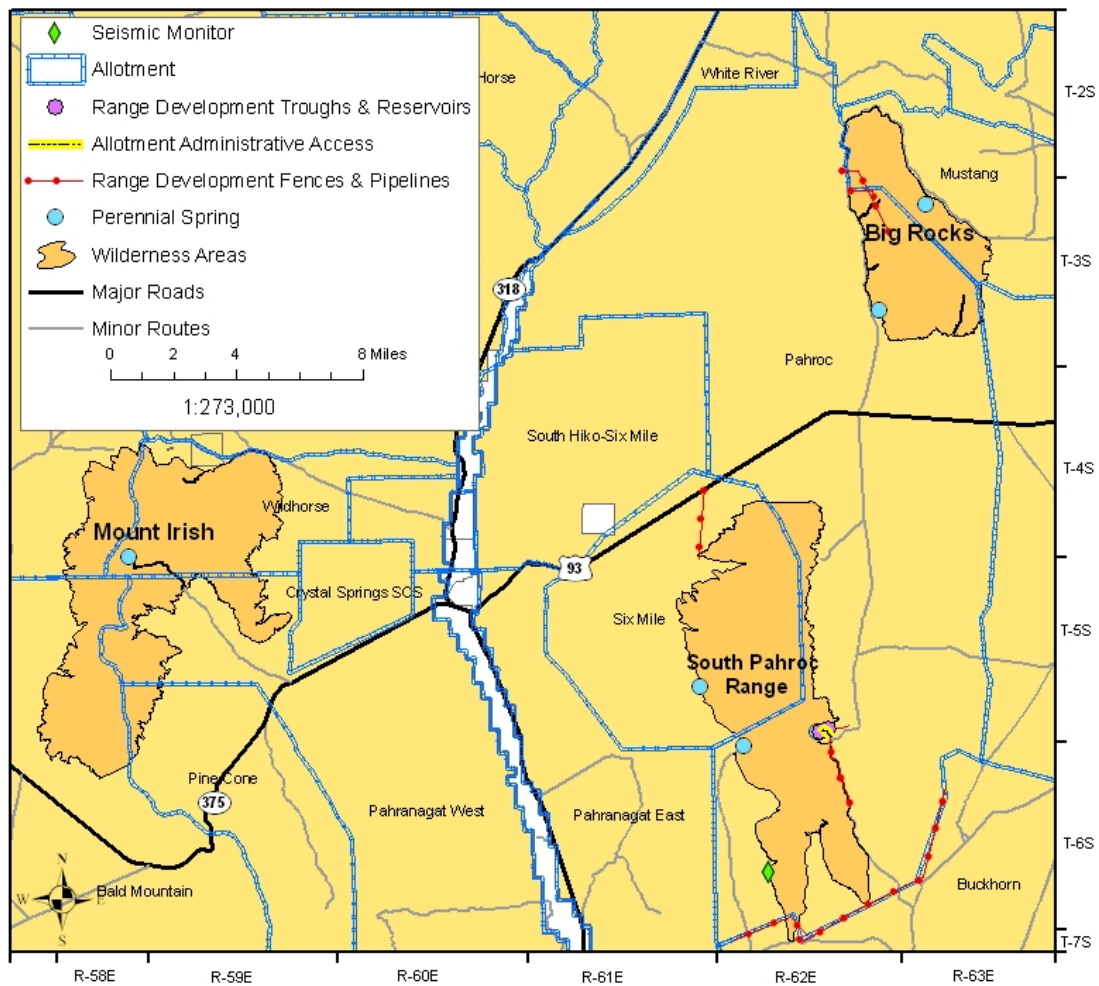 Seismic Monitor
Allotment
Range Development Troughs & Reservoirs
Allotment Administrative Access
Range Development Fences & Pipelines
Perennial Spring
Wilderness Areas
Major Roads
Minor Routes
0 2 4 8 Miles
1:273,000
Horse
White River
T-2S
Mustang
Big Rocks
T-3S
318
Pahroc
South Hiko-Six Mile
T-4S
Wildhorse
Mount Irish
93
Crystal Springs SCS
Six Mile
T-5S
South Pahroc
Range
Pine Cone
375
Pahranagat West
Pahranagat East
T-6S
Bald Mountain
Buckhorn
N
W E
S
T-7S
R-58E R-59E R-60E R-61E R-62E R-63E